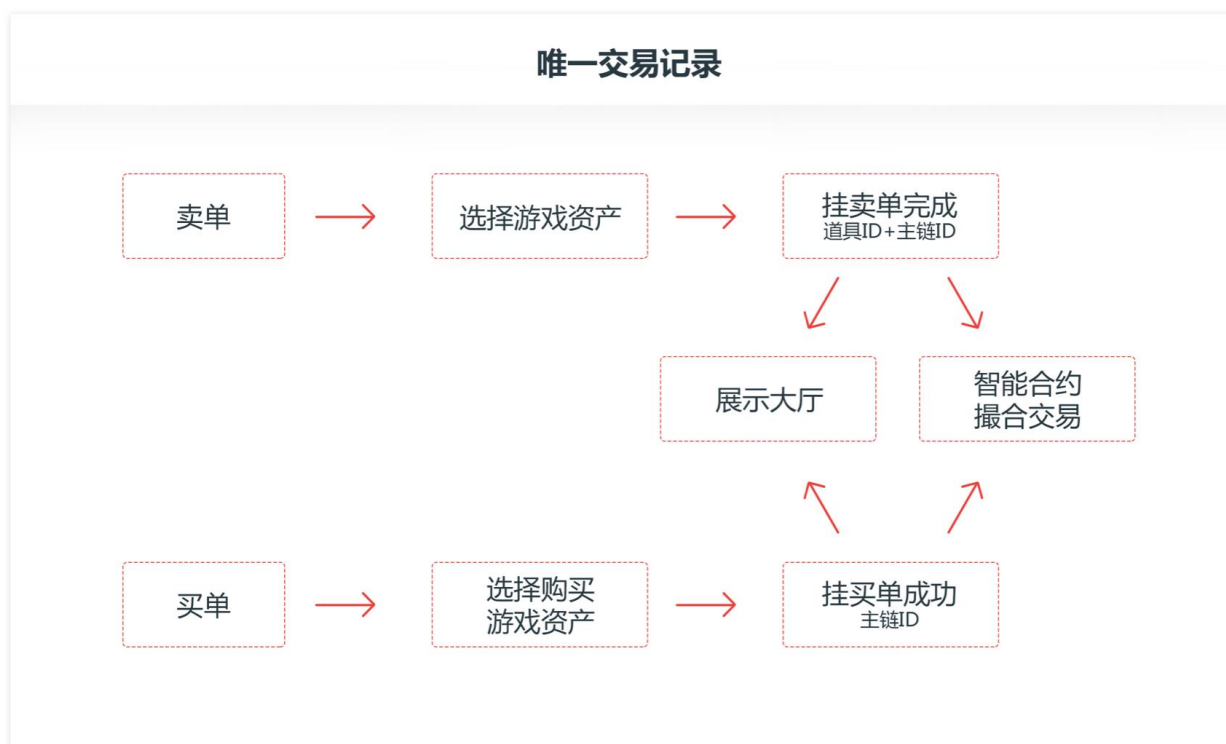 唯一交易记录
卖单
选择游戏资产
挂卖单完成
道具ID+主链ID
展示大厅
智能合约
撮合交易
买单
选择购买
游戏资产
挂买单成功
主链ID